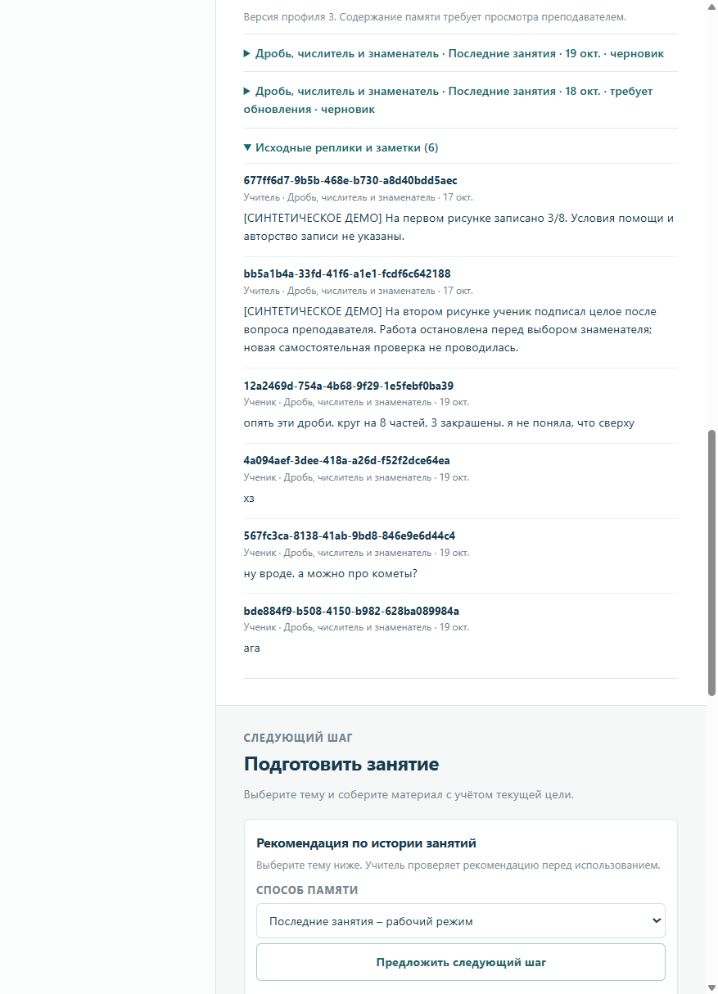 Версия профиля 3. Содержание памяти требует просмотра преподавателем.
▶ Дробь, числитель и знаменатель · Последние занятия · 19 окт. · черновик
▶ Дробь, числитель и знаменатель · Последние занятия · 18 окт. · требует
обновления · черновик
▼ Исходные реплики и заметки (6)
677ff6d7-9b5b-468e-b730-a8d40bdd5aec
Учитель · Дробь, числитель и знаменатель · 17 окт.
[СИНТЕТИЧЕСКОЕ ДЕМО] На первом рисунке записано 3/8. Условия помощи и
авторство записи не указаны.
bb5a1b4a-33fd-41f6-a1e1-fcdf6c642188
Учитель · Дробь, числитель и знаменатель · 17 окт.
[СИНТЕТИЧЕСКОЕ ДЕМО] На втором рисунке ученик подписал целое после
вопроса преподавателя. Работа остановлена перед выбором знаменателя;
новая самостоятельная проверка не проводилась.
12a2469d-754a-4b68-9f29-1e5febf0ba39
Ученик · Дробь, числитель и знаменатель · 19 окт.
опять эти дроби. круг на 8 частей, 3 закрашены. я не поняла, что сверху
4a094aef-3dee-418a-a26d-f52f2dce64ea
Ученик · Дробь, числитель и знаменатель · 19 окт.
хз
567fc3ca-8138-41ab-9bd8-846e9e6d44c4
Ученик · Дробь, числитель и знаменатель · 19 окт.
ну вроде. а можно про кометы?
bde884f9-b508-4150-b982-628ba089984a
Ученик · Дробь, числитель и знаменатель · 19 окт.
ага
СЛЕДУЮЩИЙ ШАГ
Подготовить занятие
Выберите тему и соберите материал с учётом текущей цели.
Рекомендация по истории занятий
Выберите тему ниже. Учитель проверяет рекомендацию перед использованием.
СПОСОБ ПАМЯТИ
Последние занятия – рабочий режим
Предложить следующий шаг